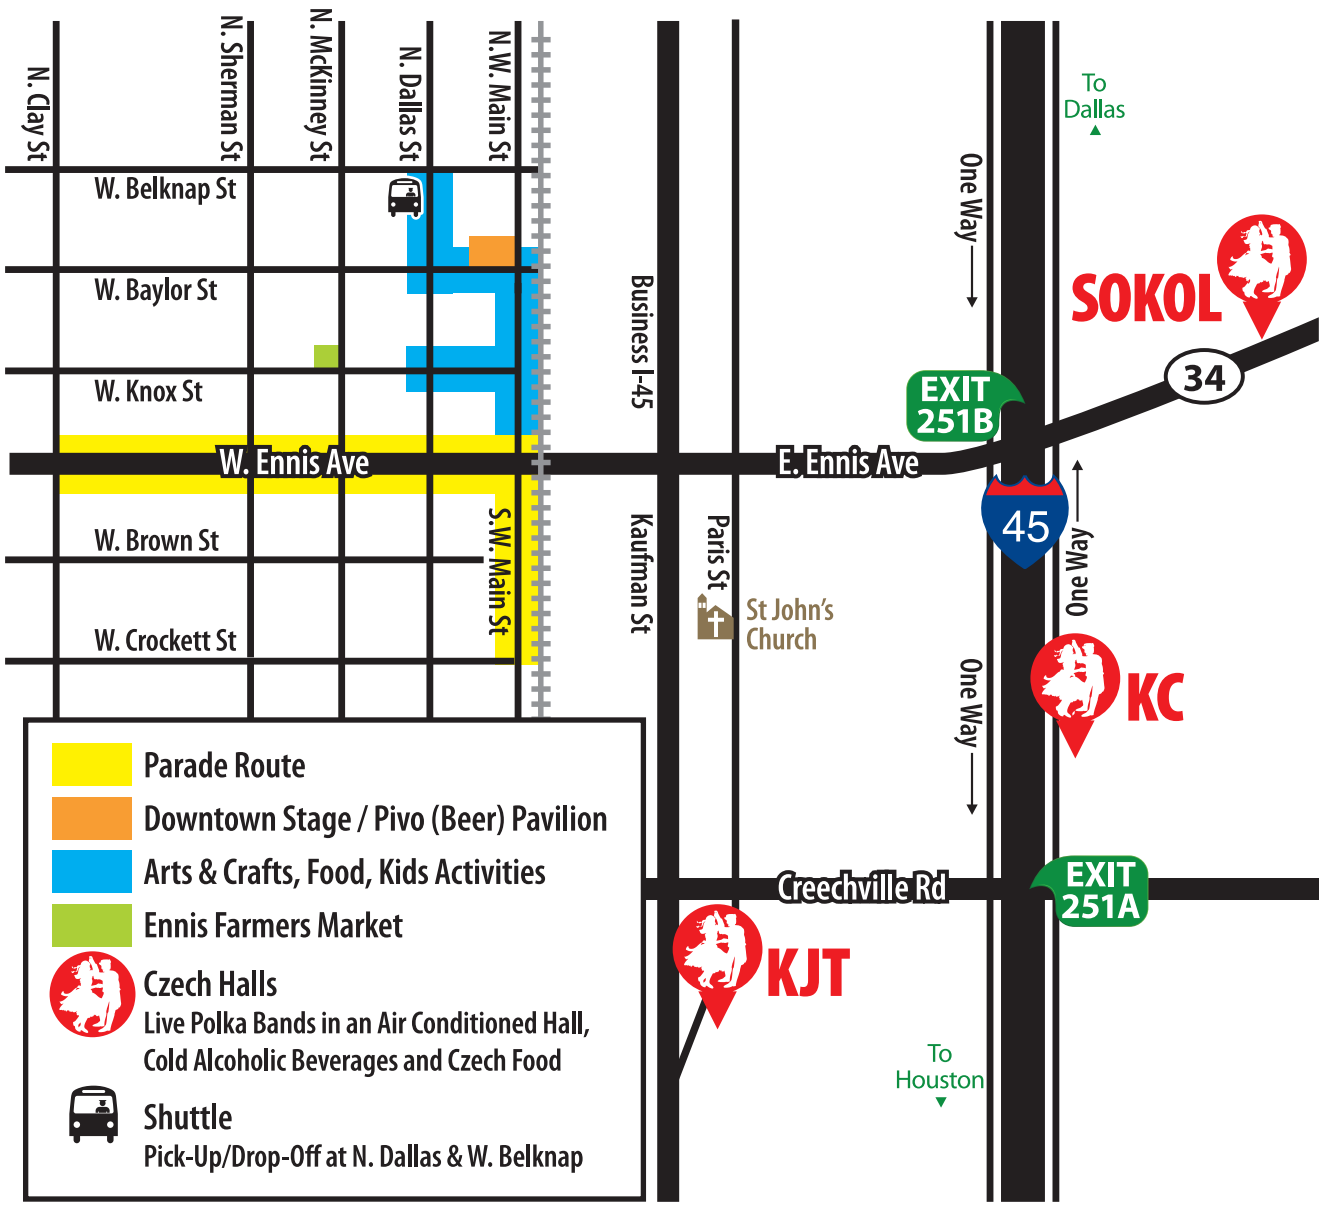 N. Clay St
N. Sherman St
N. McKinney St
N. Dallas St
N.W. Main St
W. Belknap St
W. Baylor St
W. Knox St
W. Ennis Ave
W. Brown St
W. Crockett St
S.W. Main St
Business I-45
Kaufman St
Paris St
St John's
Church
E. Ennis Ave
One Way
To
Dallas
SOKOL
34
EXIT
251B
45
One Way
One Way
KC
Creechville Rd
EXIT
251A
KJT
To
Houston
Parade Route
Downtown Stage / Pivo (Beer) Pavilion
Arts & Crafts, Food, Kids Activities
Ennis Farmers Market
Czech Halls
Live Polka Bands in an Air Conditioned Hall,
Cold Alcoholic Beverages and Czech Food
Shuttle
Pick-Up/Drop-Off at N. Dallas & W. Belknap